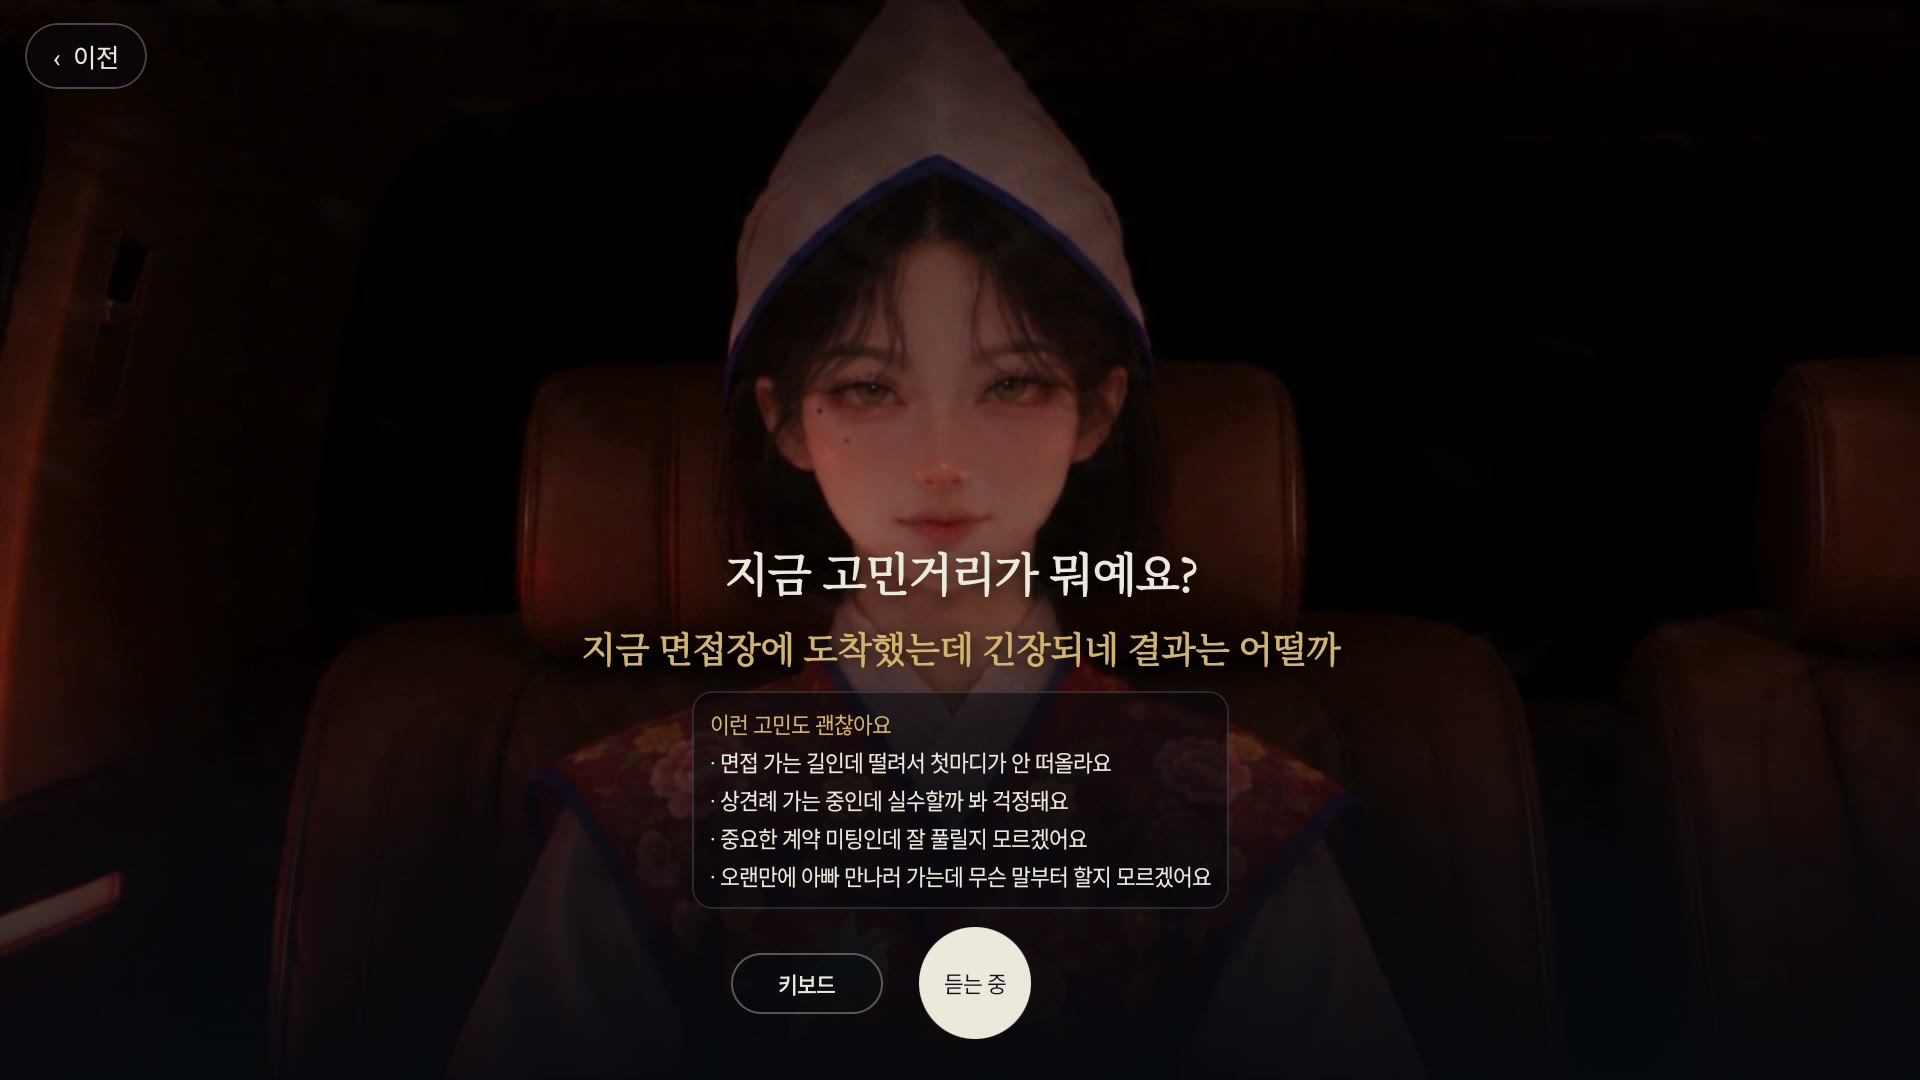 ‹ 이전
지금 고민거리가 뭐예요?
지금 면접장에 도착했는데 긴장되네 결과는 어떨까
이런 고민도 괜찮아요
· 면접 가는 길인데 떨려서 첫마디가 안 떠올라요
· 상견례 가는 중인데 실수할까 봐 걱정돼요
· 중요한 계약 미팅인데 잘 풀릴지 모르겠어요
· 오랜만에 아빠 만나러 가는데 무슨 말부터 할지 모르겠어요
키보드
듣는 중